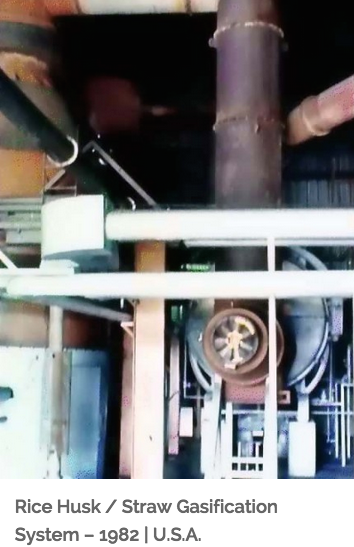 Rice Husk / Straw Gasification
System – 1982 | U.S.A.